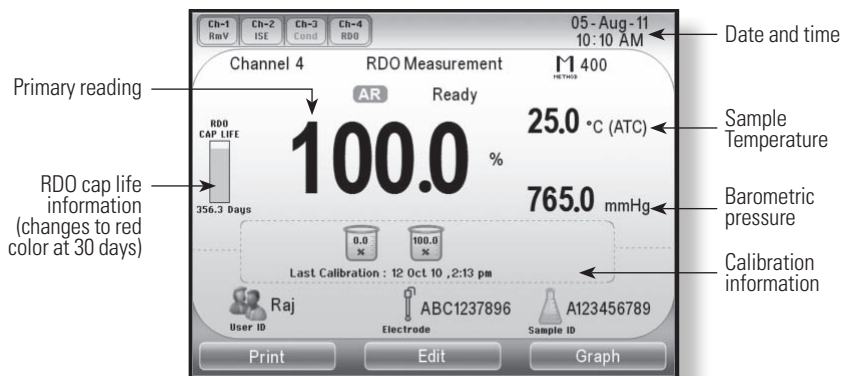 Ch-1 Ch-2 Ch-3 Ch-4
RmV ISE Cond RDO
05-Aug-11
10:10 AM
Date and time
Channel 4 RDO Measurement M 400
METHOD
Primary reading
AR Ready
RDO
CAP LIFE
100.0 %
25.0 °C (ATC)
Sample
Temperature
RDO cap life
information
(changes to red
color at 30 days)
356.3 Days
765.0 mmHg
Barometric
pressure
0.0
%
100.0
%
Last Calibration : 12 Oct 10 ,2:13 pm
Calibration
information
Raj
User ID
ABC1237896
Electrode
A123456789
Sample ID
Print Edit Graph